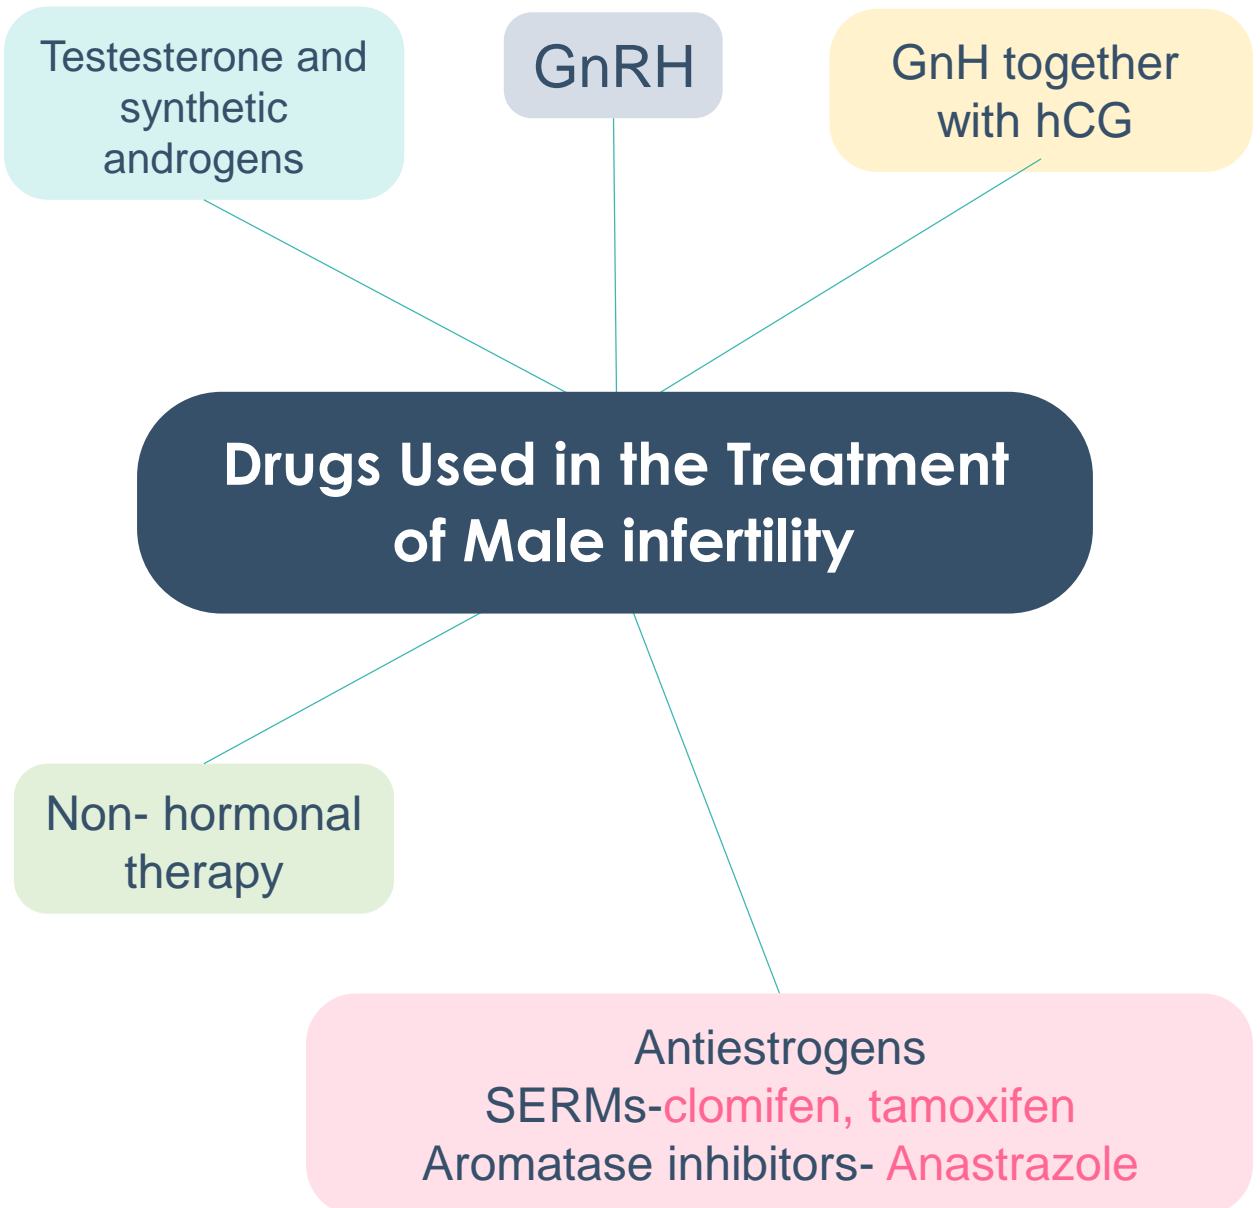 Testesterone and
synthetic
androgens
GnRH
GnH together
with hCG
Drugs Used in the Treatment
of Male infertility
Non- hormonal
therapy
Antiestrogens
SERMs-clomifen, tamoxifen
Aromatase inhibitors- Anastrazole